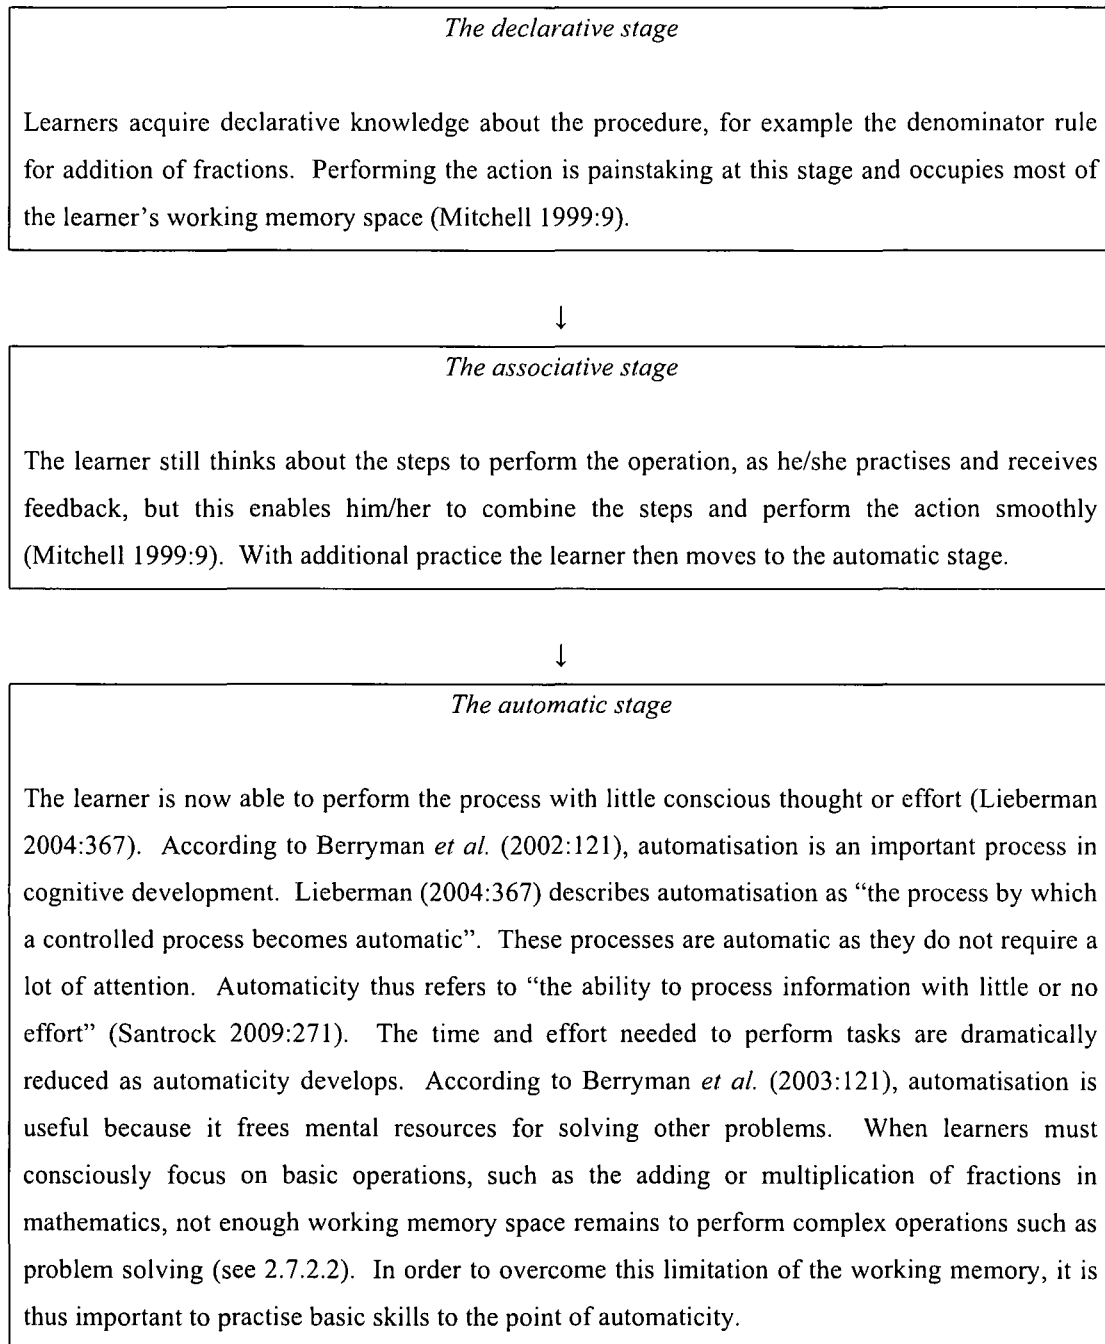 The declarative stage
Learners acquire declarative knowledge about the procedure, for example the denominator rule
for addition of fractions. Performing the action is painstaking at this stage and occupies most of
the learner's working memory space (Mitchell 1999:9).
↓
The associative stage
The learner still thinks about the steps to perform the operation, as he/she practises and receives
feedback, but this enables him/her to combine the steps and perform the action smoothly
(Mitchell 1999:9). With additional practice the learner then moves to the automatic stage.
↓
The automatic stage
The learner is now able to perform the process with little conscious thought or effort (Lieberman
2004:367). According to Berryman et al. (2002:121), automatisation is an important process in
cognitive development. Lieberman (2004:367) describes automatisation as “the process by which
a controlled process becomes automatic”. These processes are automatic as they do not require a
lot of attention. Automaticity thus refers to “the ability to process information with little or no
effort” (Santrock 2009:271). The time and effort needed to perform tasks are dramatically
reduced as automaticity develops. According to Berryman et al. (2003:121), automatisation is
useful because it frees mental resources for solving other problems. When learners must
consciously focus on basic operations, such as the adding or multiplication of fractions in
mathematics, not enough working memory space remains to perform complex operations such as
problem solving (see 2.7.2.2). In order to overcome this limitation of the working memory, it is
thus important to practise basic skills to the point of automaticity.